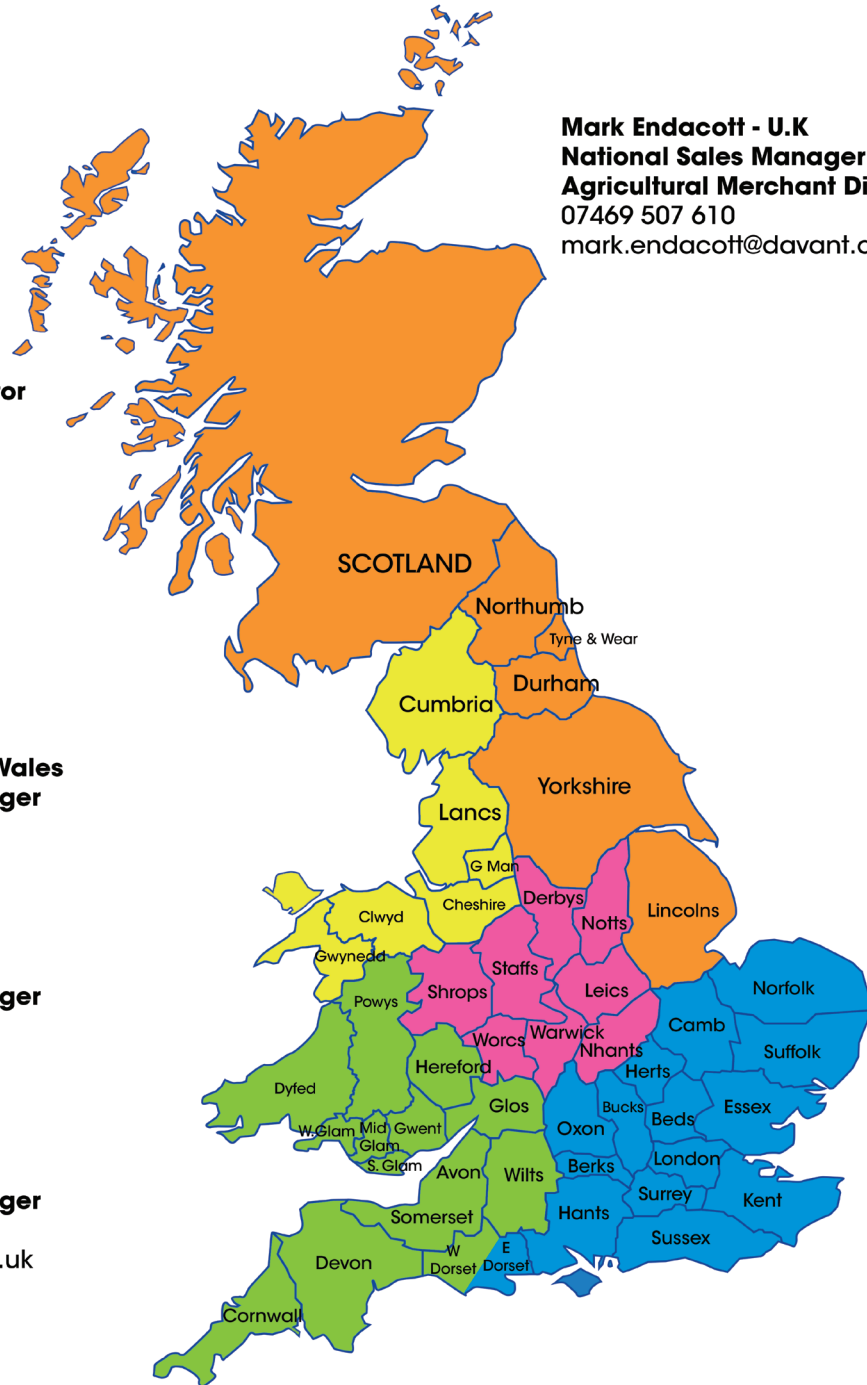 Mark Endacott - U.K
National Sales Manager
Agricultural Merchant Di
07469 507 610
mark.endacott@davant.c
or
SCOTLAND
Northumb
Tyne & Wear
Durham
Cumbria
Wales
ger
Yorkshire
Lancs
G Man
Derbys
Cheshire
Notts
Lincolns
Clwyd
Gwynedd
Staffs
ger
Shrops
Leics
Norfolk
Powys
Camb
Worcs
Warwick
Nhants
Suffolk
Hereford
Herts
Dyfed
Glos
Bucks
Beds
Essex
W.Glam
Mid
Glam
Gwent
Oxon
S. Glam
Avon
Wilts
Berks
London
ger
Surrey
Kent
Somerset
Hants
Sussex
.uk
Devon
W
Dorset
E
Dorset
Cornwall